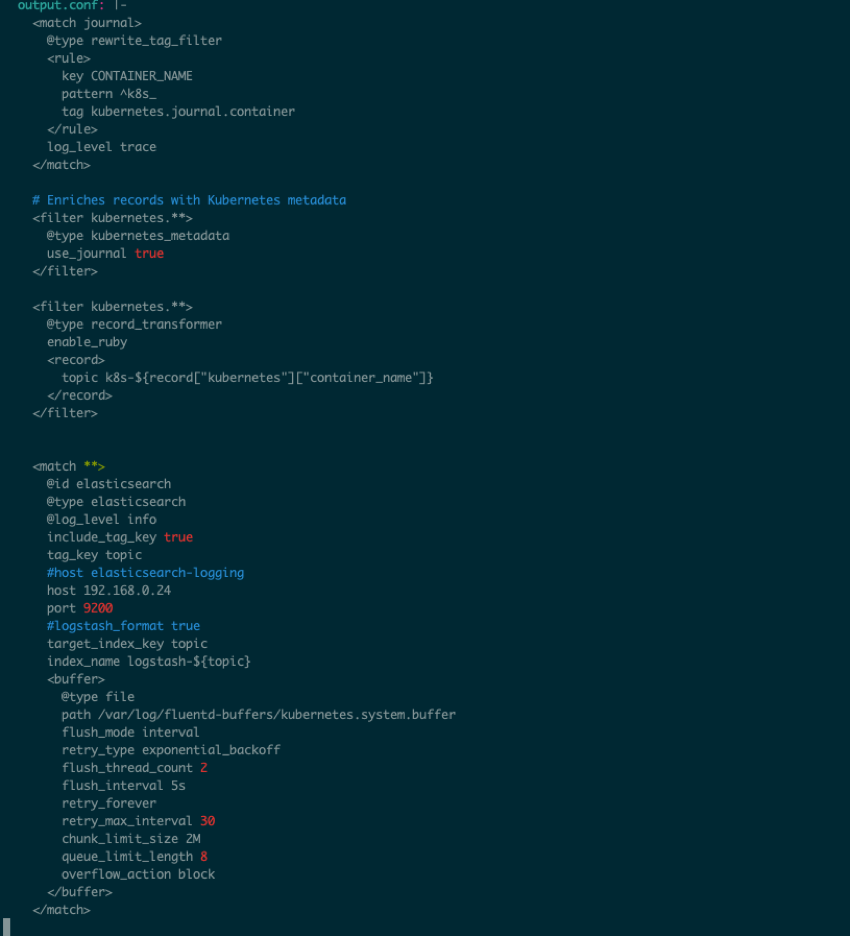 output.conf: |-
<match journal>
@type rewrite_tag_filter
<rule>
key CONTAINER_NAME
pattern ^k8s_
tag kubernetes.journal.container
</rule>
log_level trace
</match>
# Enriches records with Kubernetes metadata
<filter kubernetes.**>
@type kubernetes_metadata
use_journal true
</filter>
<filter kubernetes.**>
@type record_transformer
enable_ruby
<record>
topic k8s-${record["kubernetes"]["container_name"]}
</record>
</filter>
<match **>
@id elasticsearch
@type elasticsearch
@log_level info
include_tag_key true
tag_key topic
#host elasticsearch-logging
host 192.168.0.24
port 9200
#logstash_format true
target_index_key topic
index_name logstash-${topic}
<buffer>
@type file
path /var/log/fluentd-buffers/kubernetes.system.buffer
flush_mode interval
retry_type exponential_backoff
flush_thread_count 2
flush_interval 5s
retry_forever
retry_max_interval 30
chunk_limit_size 2M
queue_limit_length 8
overflow_action block
</buffer>
</match>